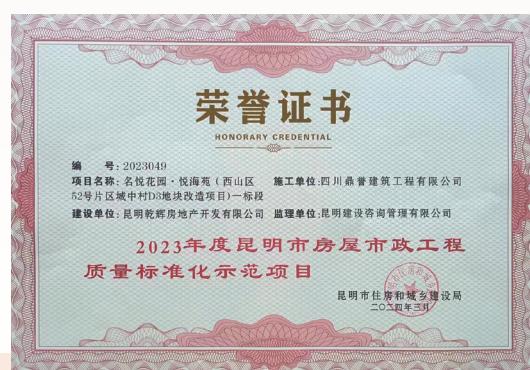 荣誉证书
HONORARY CREDENTIAL
编 号:2023049
项目名称:名悦花园·悦海苑(西山区 施工单位:四川鼎誉建筑工程有限公司
52号片区城中村D3地块改造项目)一标段
建设单位:昆明乾辉房地产开发有限公司 监理单位:昆明建设咨询管理有限公司
2023年度昆明市房屋市政工程
质量标准化示范项目
昆明市住房和城乡建设局
二〇二四年三月